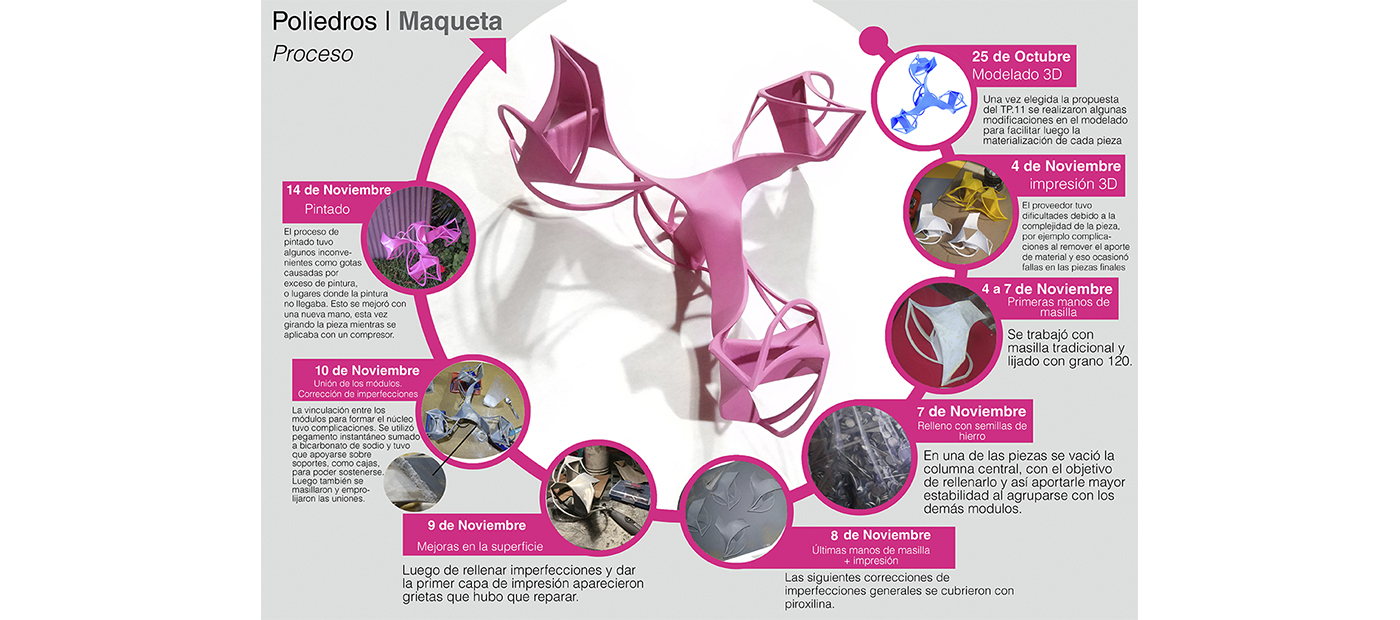 Poliedros | Maqueta
Proceso
25 de Octubre
Modelado 3D
Una vez elegida la propuesta
del TP.11 se realizaron algunas
modificaciones en el modelado
para facilitar luego la
materialización de cada pieza
4 de Noviembre
impresión 3D
El proveedor tuvo
dificultades debido a la
complejidad de la pieza,
por ejemplo complica-
ciones al remover el aporte
de material y eso ocasionó
fallas en las piezas finales
4 a 7 de Noviembre
Primeras manos de
masilla
Se trabajó con
masilla tradicional y
lijado con grano 120.
7 de Noviembre
Relleno con semillas de
hierro
En una de las piezas se vació la
columna central, con el objetivo
de rellenarlo y así aportarle mayor
estabilidad al agruparse con los
demás modulos.
8 de Noviembre
Últimas manos de masilla
+ impresión
Las siguientes correcciones de
imperfecciones generales se cubrieron con
piroxilina.
9 de Noviembre
Mejoras en la superficie
Luego de rellenar imperfecciones y dar
la primer capa de impresión aparecieron
grietas que hubo que reparar.
10 de Noviembre
Unión de los módulos.
Corrección de imperfecciones
La vinculación entre los
módulos para formar el núcleo
tuvo complicaciones. Se utilizó
pegamento instantáneo sumado
a bicarbonato de sodio y tuvo
que apoyarse sobre
soportes, como cajas,
para poder sostenerse.
Luego también se
masillaron y empro-
lijaron las uniones.
14 de Noviembre
Pintado
El proceso de
pintado tuvo
algunos inconve-
nientes como gotas
causadas por
exceso de pintura,
o lugares donde la pintura
no llegaba. Esto se mejoró con
una nueva mano, esta vez
girando la pieza mientras se
aplicaba con un compresor.